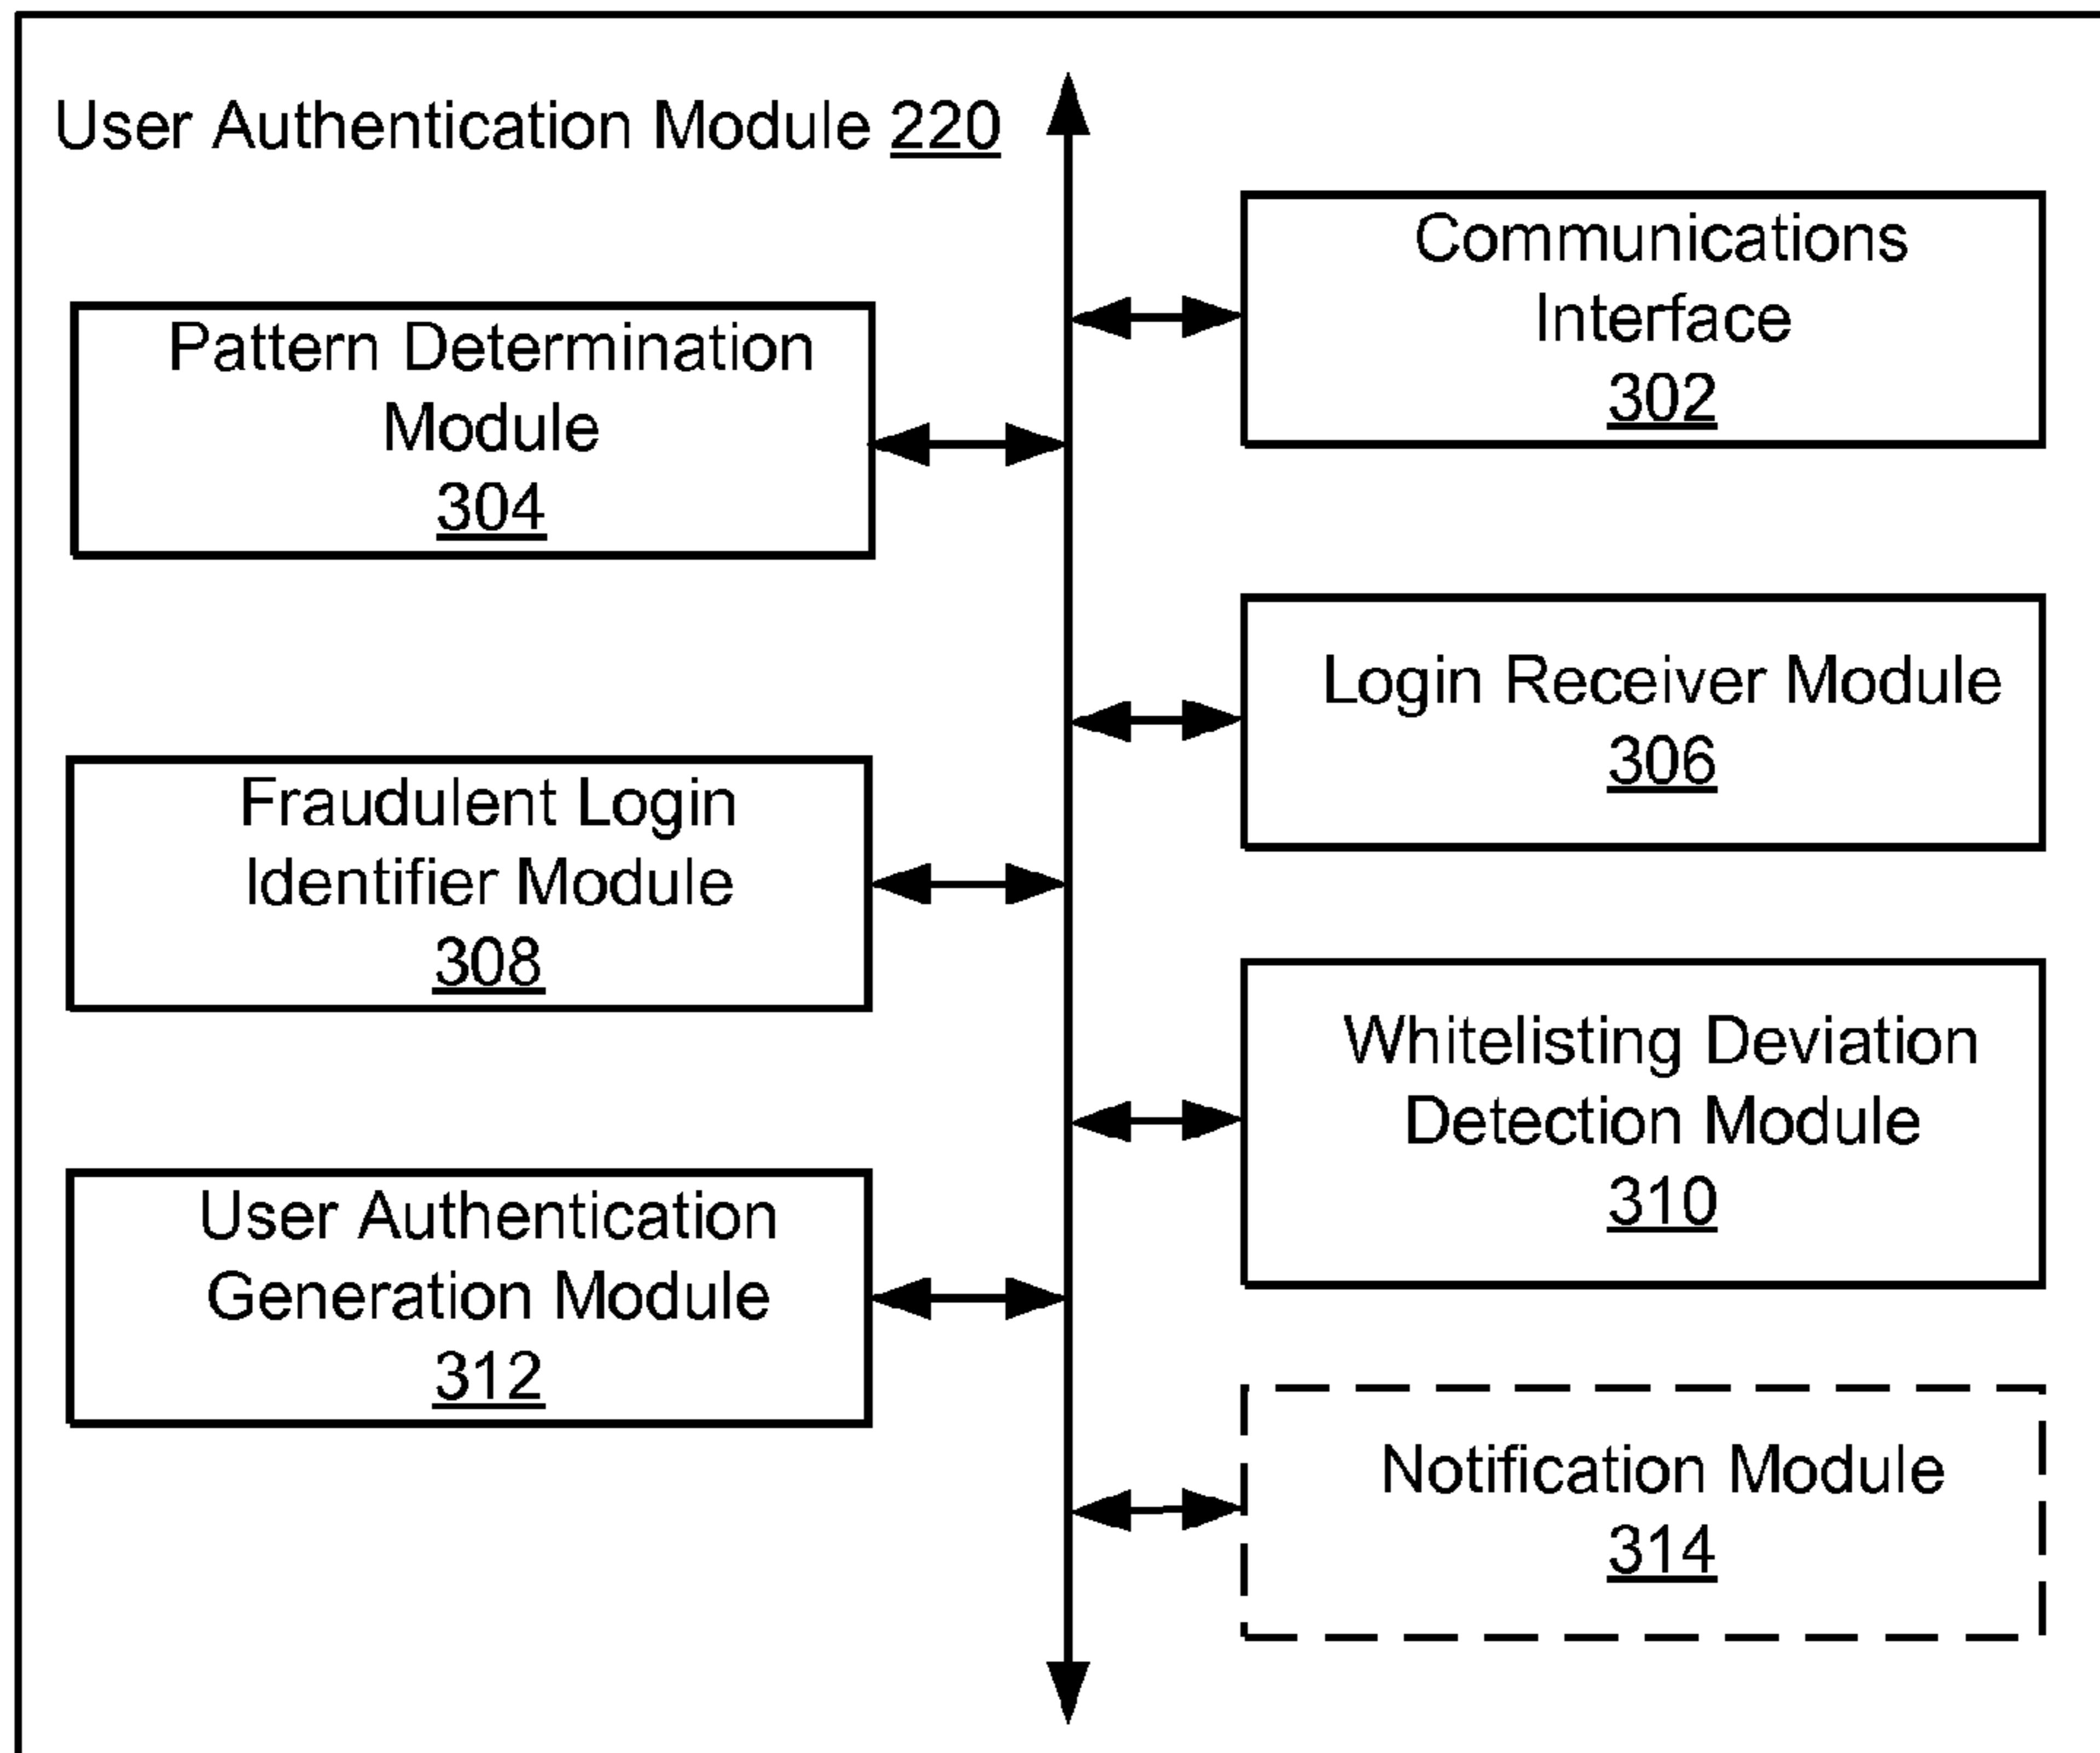 User Authentication Module 220
Communications
Interface
302
Pattern Determination
Module
304
Login Receiver Module
306
Fraudulent Login
Identifier Module
308
Whitelisting Deviation
Detection Module
310
User Authentication
Generation Module
312
Notification Module
314